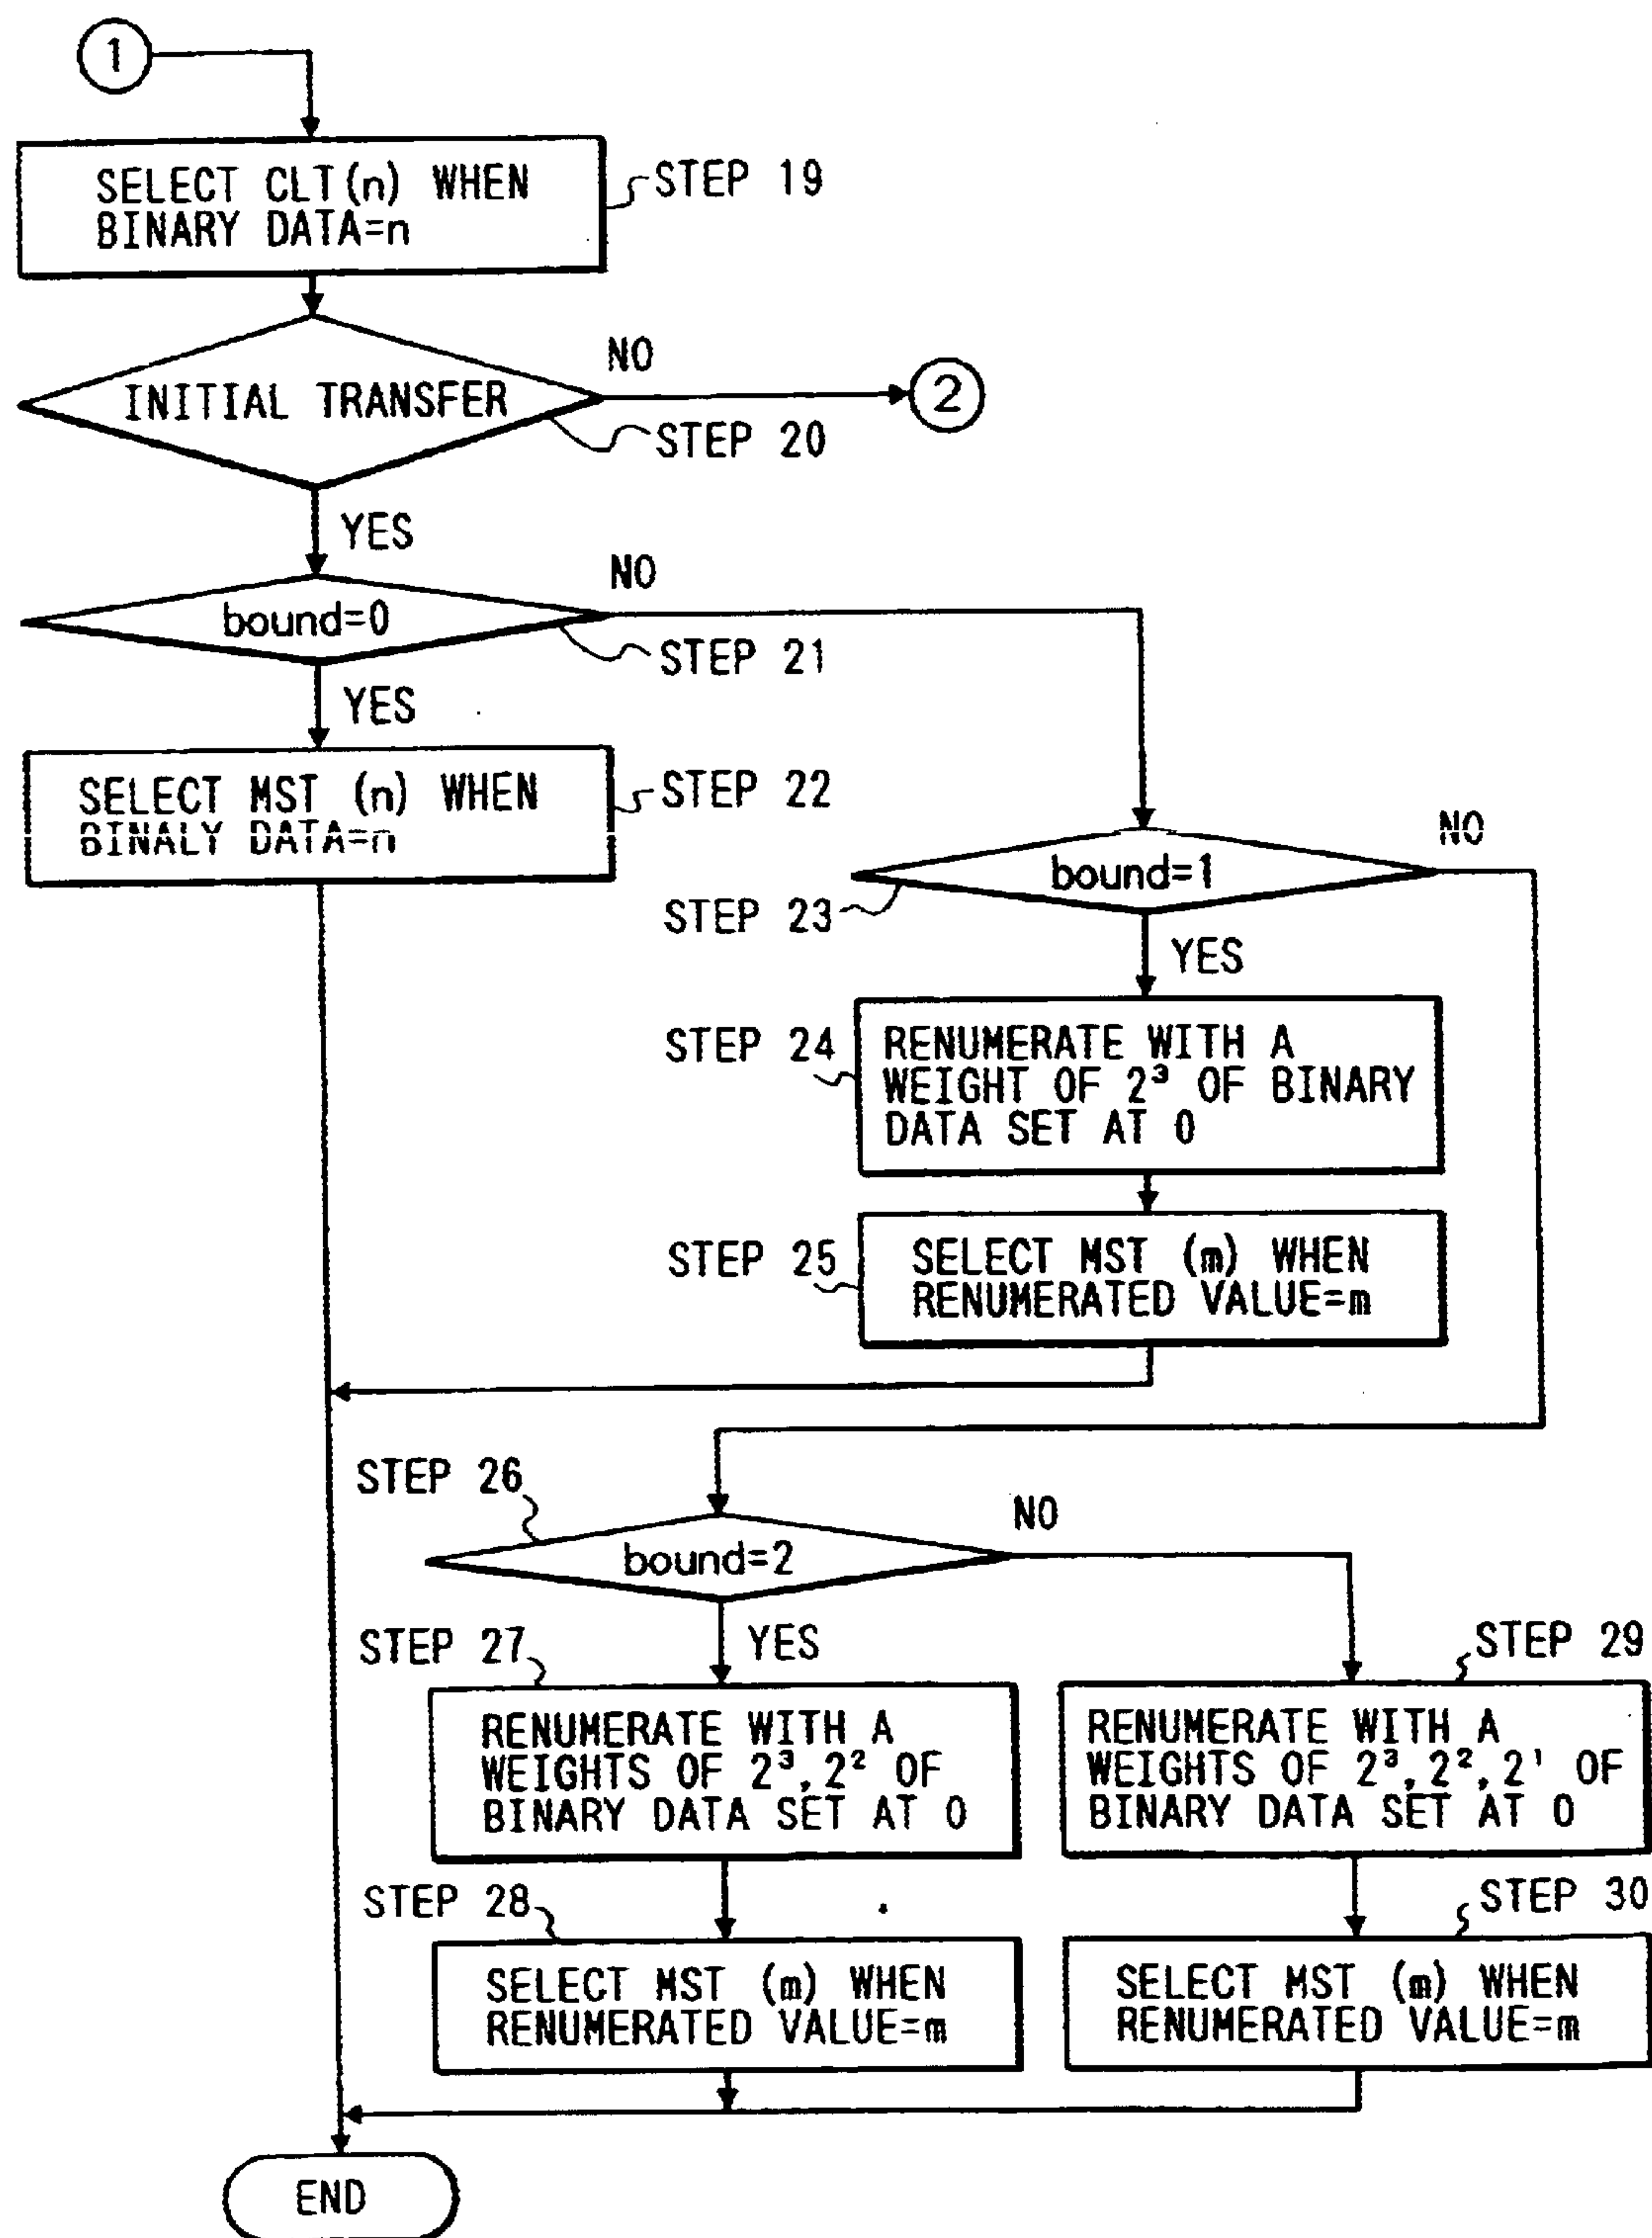 1
SELECT CLT(n) WHEN
BINARY DATA=n
STEP 19
INITIAL TRANSFER
NO
2
STEP 20
YES
bound=0
NO
STEP 21
YES
SELECT MST (n) WHEN
BINALY DATA=n
STEP 22
bound=1
NO
STEP 23
YES
STEP 24
RENUMERATE WITH A
WEIGHT OF 2³ OF BINARY
DATA SET AT 0
STEP 25
SELECT MST (m) WHEN
RENUMERATED VALUE=m
STEP 26
bound=2
NO
YES
STEP 27
RENUMERATE WITH A
WEIGHTS OF 2³,2² OF
BINARY DATA SET AT 0
STEP 29
RENUMERATE WITH A
WEIGHTS OF 2³,2²,2¹ OF
BINARY DATA SET AT 0
STEP 28
SELECT MST (m) WHEN
RENUMERATED VALUE=m
STEP 30
SELECT MST (m) WHEN
RENUMERATED VALUE=m
END